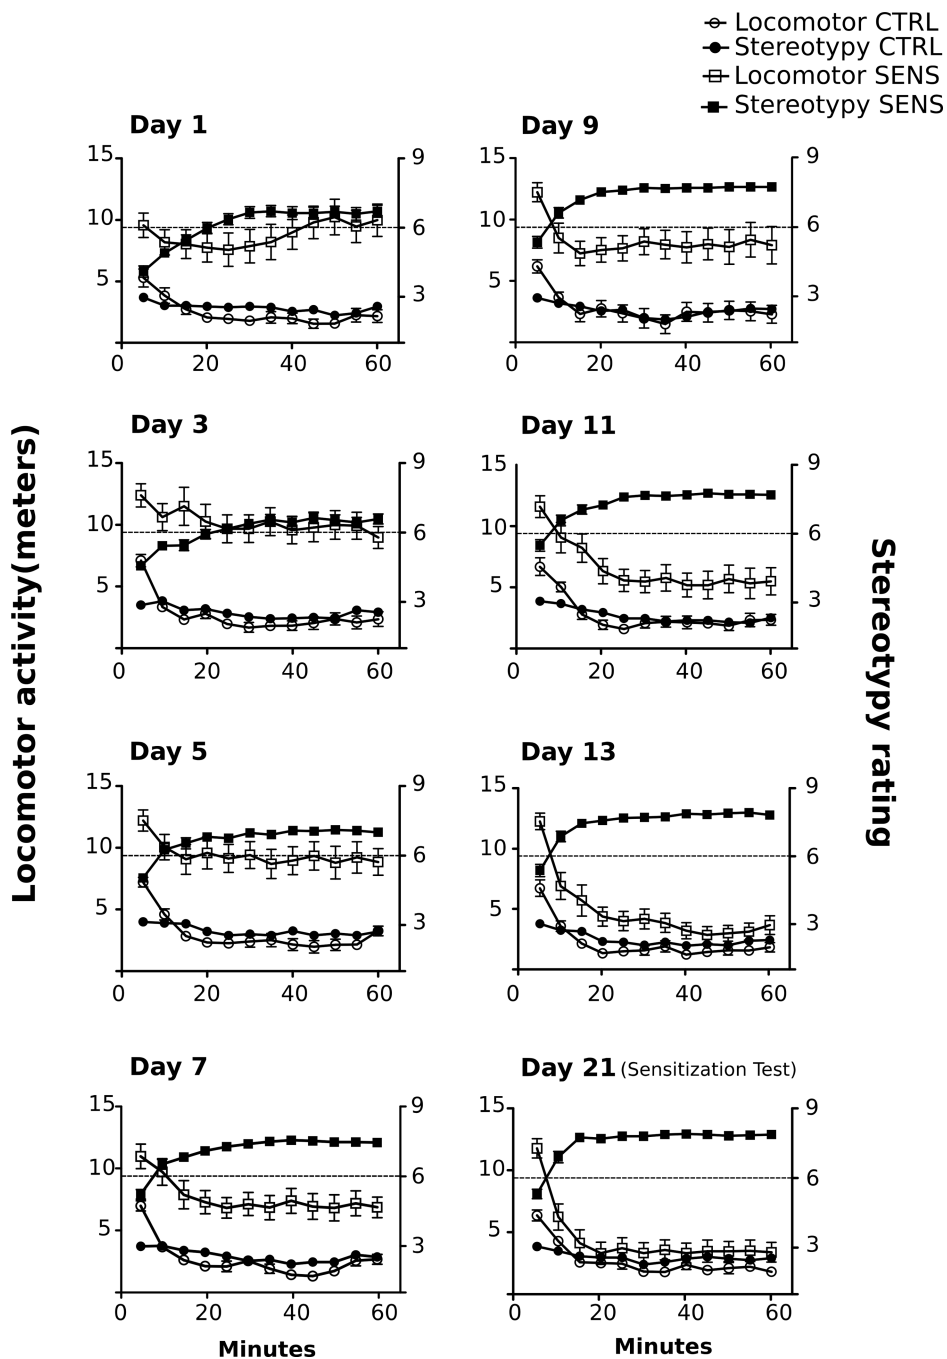 Locomotor CTRL
Stereotypy CTRL
Locomotor SENS
Stereotypy SENS
Day 1
15
10
5
9
6
3
0 20 40 60
Day 9
15
10
5
9
6
3
0 20 40 60
Day 3
15
10
5
9
6
3
0 20 40 60
Day 11
15
10
5
9
6
3
0 20 40 60
Day 5
15
10
5
9
6
3
0 20 40 60
Day 13
15
10
5
9
6
3
0 20 40 60
Day 7
15
10
5
9
6
3
0 20 40 60
Minutes
Day 21 (Sensitization Test)
15
10
5
9
6
3
0 20 40 60
Minutes
Locomotor activity(meters)
Stereotypy rating